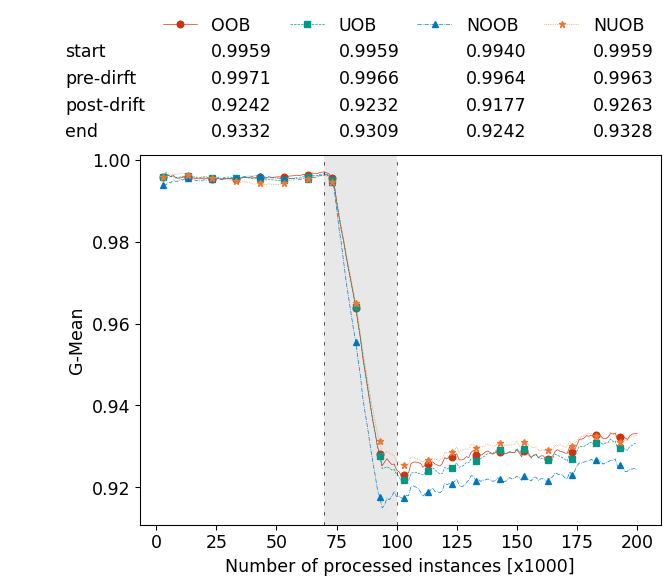 OOB UOB NOOB NUOB
start 0.9959 0.9959 0.9940 0.9959
pre-dirft 0.9971 0.9966 0.9964 0.9963
post-drift 0.9242 0.9232 0.9177 0.9263
end 0.9332 0.9309 0.9242 0.9328
1.00
0.98
0.96
0.94
0.92
G-Mean
0 25 50 75 100 125 150 175 200
Number of processed instances [x1000]